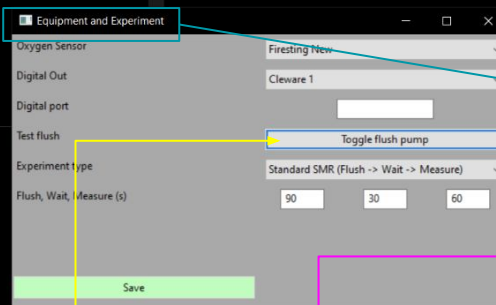 Equipment and Experiment
Oxygen Sensor Firesting New
Digital Out Cleware 1
Digital port
Test flush Toggle flush pump
Experiment type Standard SMR (Flush -> Wait -> Measure)
Flush, Wait, Measure (s) 90 30 60
Save